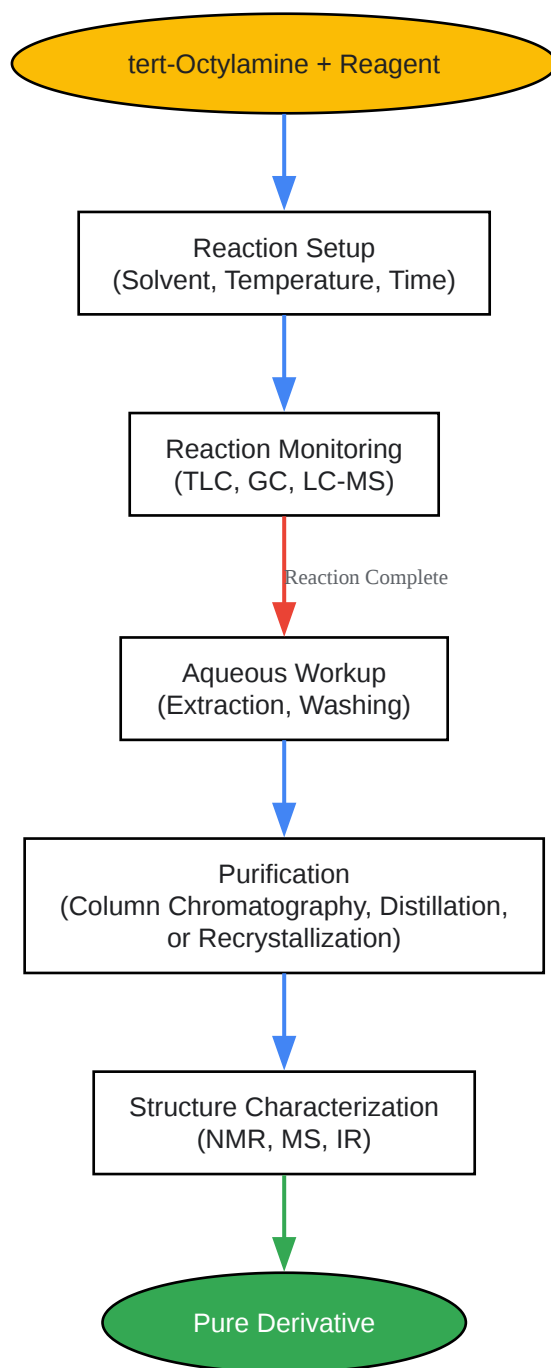 tert-Octylamine + Reagent
Reaction Setup
(Solvent, Temperature, Time)
Reaction Monitoring
(TLC, GC, LC-MS)
Reaction Complete
Aqueous Workup
(Extraction, Washing)
Purification
(Column Chromatography, Distillation,
or Recrystallization)
Structure Characterization
(NMR, MS, IR)
Pure Derivative